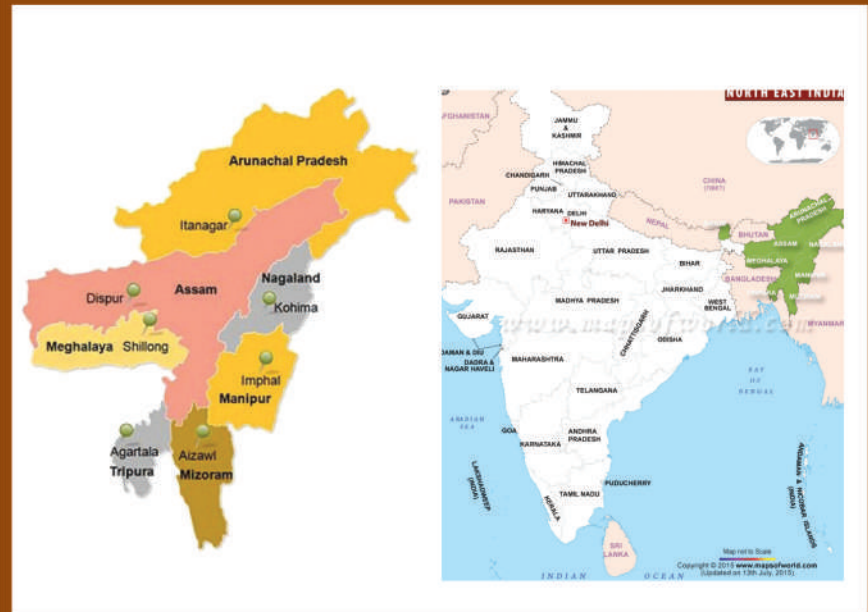 Arunachal Pradesh
Itanagar
Nagaland
Dispur
Assam
Kohima
Meghalaya Shillong
Imphal
Manipur
Agartala
Aizawl
Tripura
Mizoram
NORTH EAST INDIA
AFGHANISTAN
JAMMU
&
KASHMIR
HIMACHAL
PRADESH
CHANDIGARH
PUNJAB
UTTARAKHAND
CHINA
PAKISTAN
HARYANA
DELHI
New Delhi
NEPAL
ARUNACHAL
PRADESH
BHUTAN
RAJASTHAN
UTTAR PRADESH
ASSAM
BIHAR
MEGHALAYA
BANGLADESH
JHARKHAND
WEST
BENGAL
GUJARAT
MADHYA PRADESH
CHHATTISGARH
MYANMAR
www.mapsofworld.com
ODISHA
DAMAN & DIU
DADRA &
NAGAR HAVELI
MAHARASHTRA
BAY
OF
BENGAL
TELANGANA
ARABIAN
SEA
GOA
KARNATAKA
ANDHRA
PRADESH
ANDAMAN & NICOBAR ISLANDS
(INDIA)
LAKSHADWEEP
(INDIA)
PUDUCHERRY
KERALA
TAMIL NADU
SRI
LANKA
Map not to Scale
Copyright © 2015 www.mapsofworld.com
(Updated on 13th July, 2015)
INDIAN OCEAN